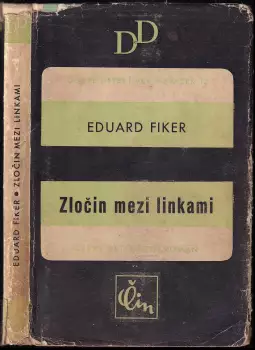 EDUARD FIKER • ZLOČIN MEZI LINKAMI
DD
EDUARD FIKER
Zločin mezi linkami
Čin